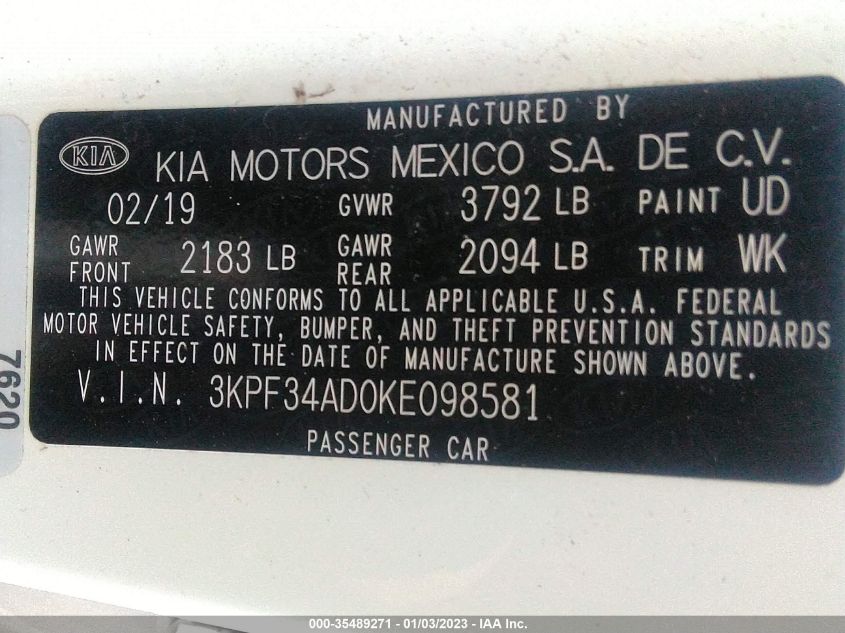 MANUFACTURED BY
KIA KIA MOTORS MEXICO S.A. DE C.V.
02/19 GVWR 3792 LB PAINT UD
GAWR FRONT 2183 LB GAWR REAR 2094 LB TRIM WK
THIS VEHICLE CONFORMS TO ALL APPLICABLE U.S.A. FEDERAL
MOTOR VEHICLE SAFETY, BUMPER, AND THEFT PREVENTION STANDARDS
IN EFFECT ON THE DATE OF MANUFACTURE SHOWN ABOVE.
V.I.N. 3KPF34AD0KE098581
PASSENGER CAR
7620
000-35489271 - 01/03/2023 - IAA Inc.